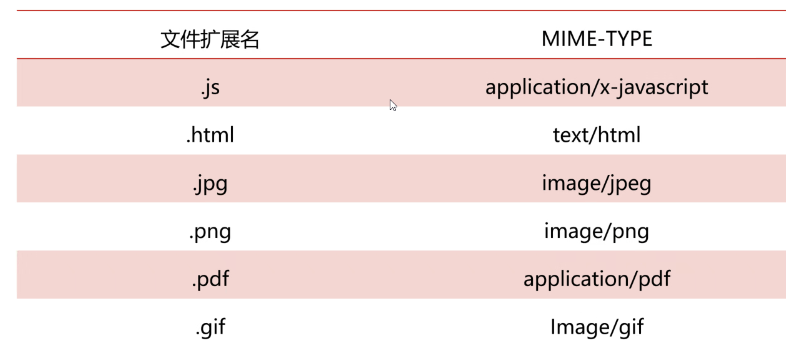 文件扩展名 MIME-TYPE
.js application/x-javascript
.html text/html
.jpg image/jpeg
.png image/png
.pdf application/pdf
.gif Image/gif